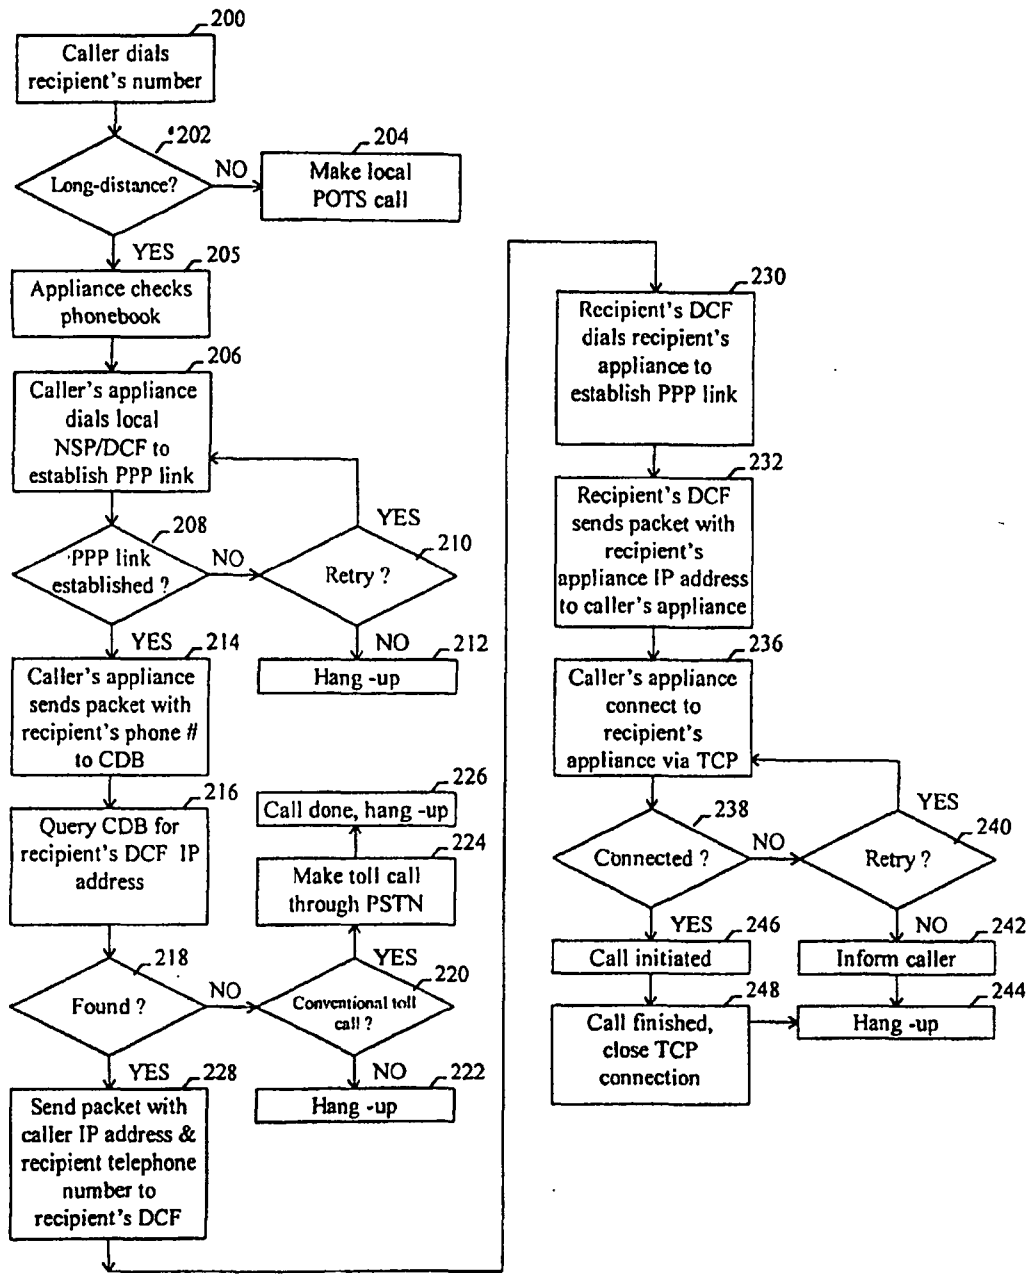 200
Caller dials
recipient's number
202
Long-distance?
NO
204
Make local
POTS call
YES
205
Appliance checks
phonebook
206
Caller's appliance
dials local
NSP/DCF to
establish PPP link
208
PPP link
established ?
NO
YES
210
Retry ?
NO
212
Hang -up
YES
214
Caller's appliance
sends packet with
recipient's phone #
to CDB
216
Query CDB for
recipient's DCF IP
address
218
Found ?
NO
226
Call done, hang -up
224
Make toll call
through PSTN
YES
220
Conventional toll
call ?
NO
222
Hang -up
YES
228
Send packet with
caller IP address &
recipient telephone
number to
recipient's DCF
230
Recipient's DCF
dials recipient's
appliance to
establish PPP link
232
Recipient's DCF
sends packet with
recipient's
appliance IP address
to caller's appliance
236
Caller's appliance
connect to
recipient's
appliance via TCP
238
Connected ?
NO
YES
240
Retry ?
YES
246
Call initiated
NO
242
Inform caller
248
Call finished,
close TCP
connection
244
Hang -up